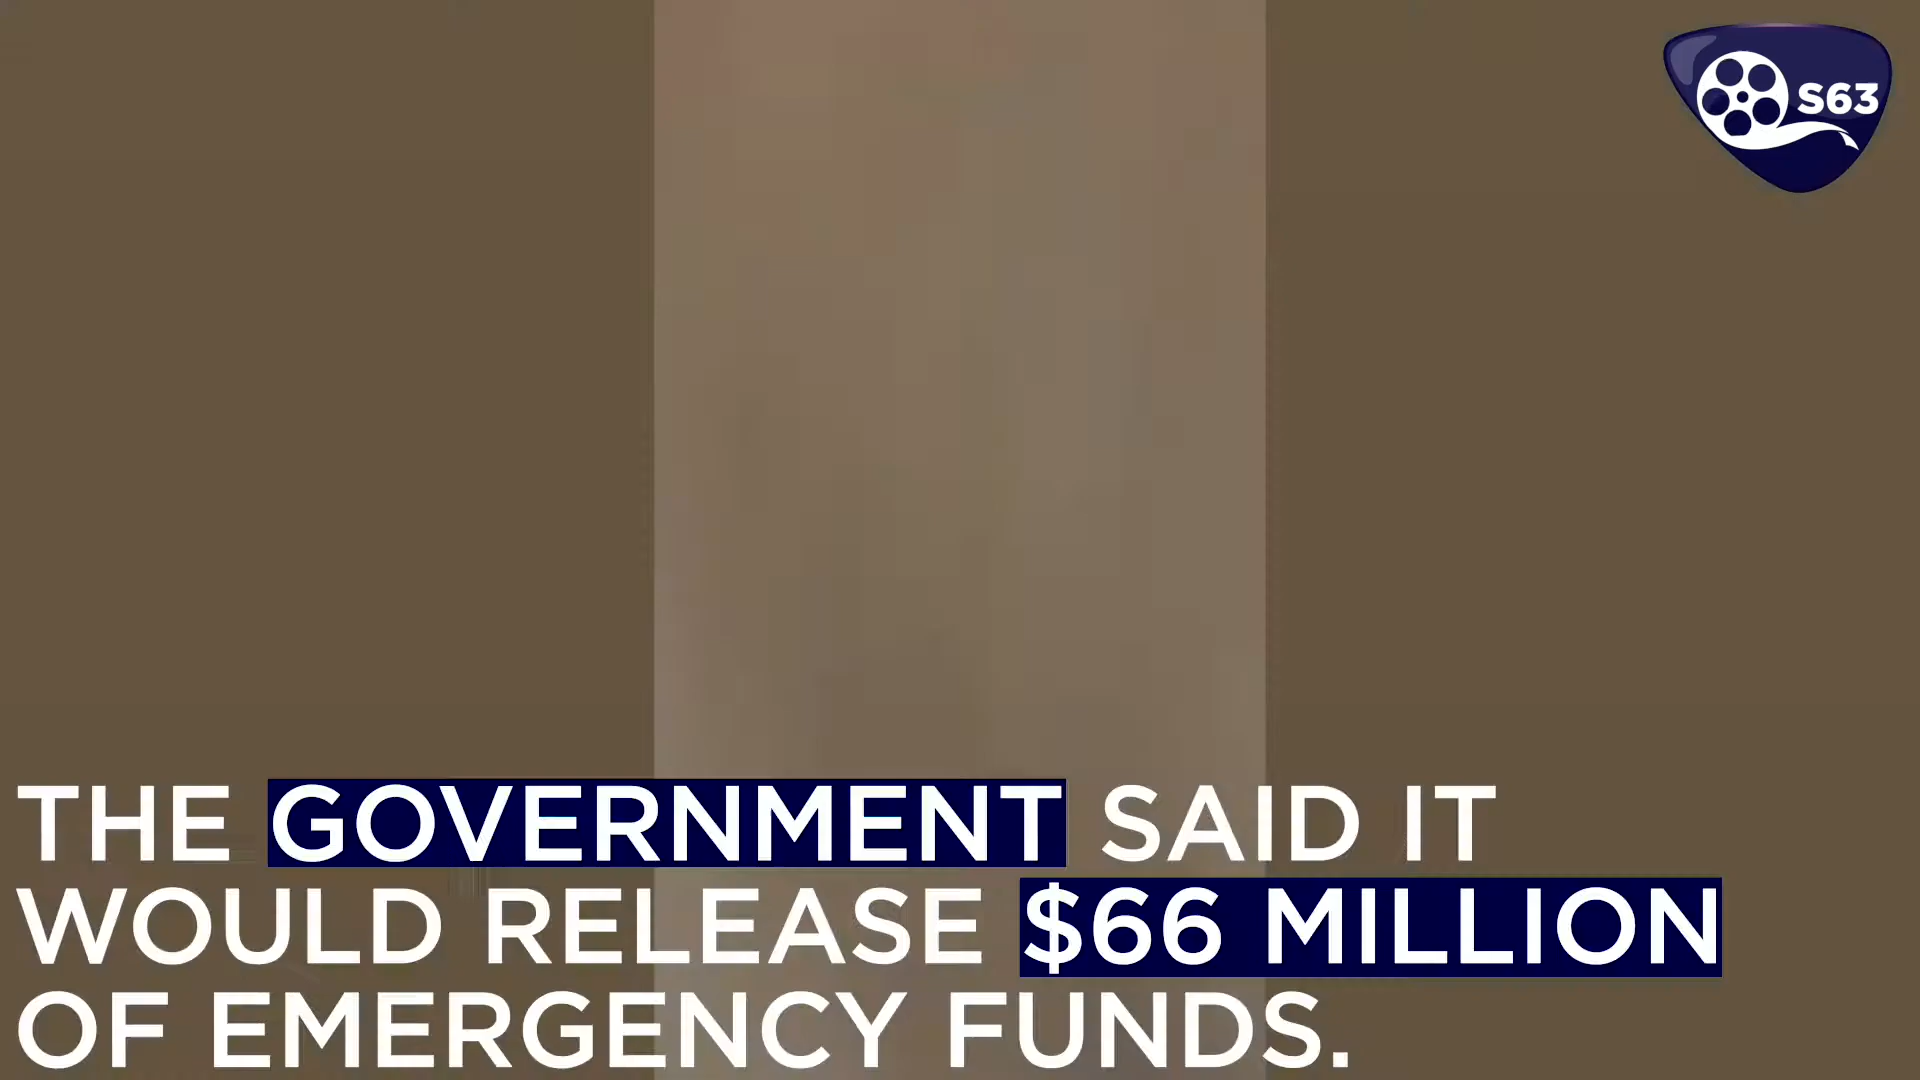 S63
THE GOVERNMENT SAID IT
WOULD RELEASE $66 MILLION
OF EMERGENCY FUNDS.